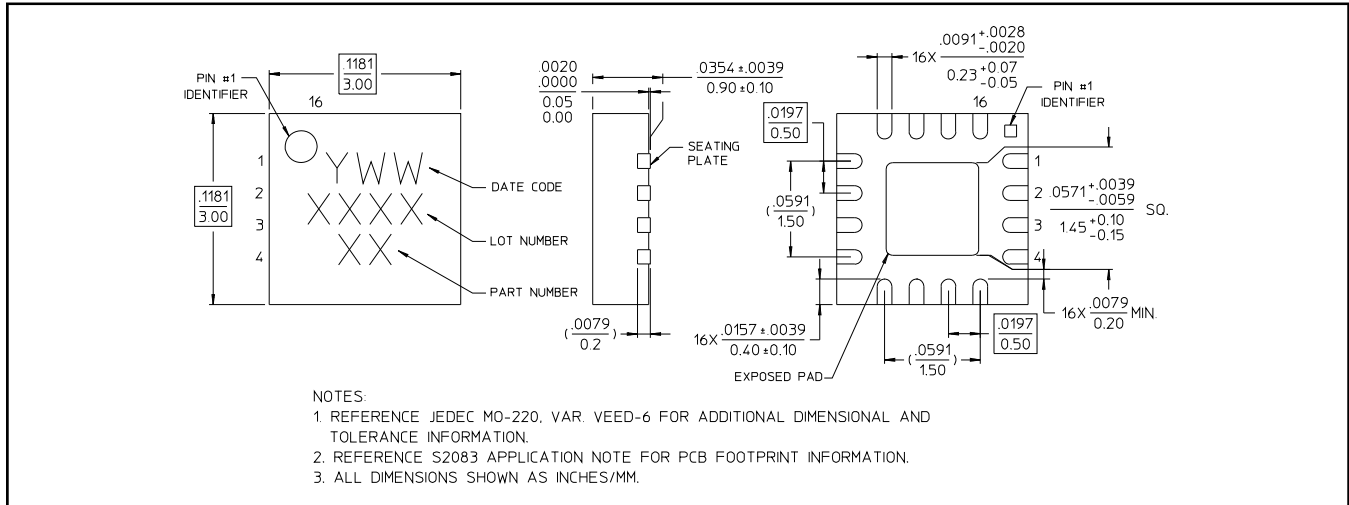 PIN #1
IDENTIFIER
.1181
3.00
16
.1181
3.00
1
2
3
4
YWW
XXXX
XX
DATE CODE
LOT NUMBER
PART NUMBER
.0020
.0000
0.05
0.00
.0354 ±.0039
0.90 ±0.10
SEATING
PLATE
(.0079)
0.2
16X .0091 +.0028 -.0020
0.23 +0.07 -0.05
16
PIN #1
IDENTIFIER
.0197
0.50
(.0591)
1.50
1
2
3
4
.0571 +.0039 -.0059 SQ.
1.45 +0.10 -0.15
16X .0157 ±.0039
0.40 ±0.10
16X .0079 MIN.
0.20
.0197
0.50
(.0591)
1.50
EXPOSED PAD
NOTES:
1. REFERENCE JEDEC MO-220, VAR. VEED-6 FOR ADDITIONAL DIMENSIONAL AND
TOLERANCE INFORMATION.
2. REFERENCE S2083 APPLICATION NOTE FOR PCB FOOTPRINT INFORMATION.
3. ALL DIMENSIONS SHOWN AS INCHES/MM.